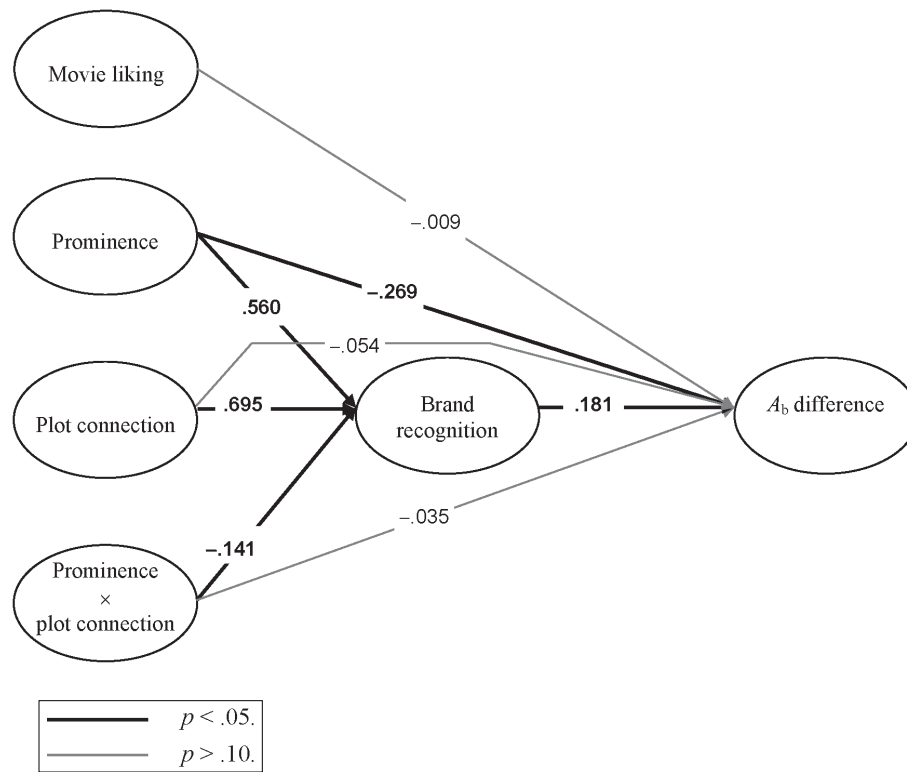 Movie liking
–.009
Prominence
–.269
.560
–.054
Plot connection
.695
Brand
recognition
.181
A_b difference
–.035
–.141
Prominence
×
plot connection
p < .05.
p > .10.